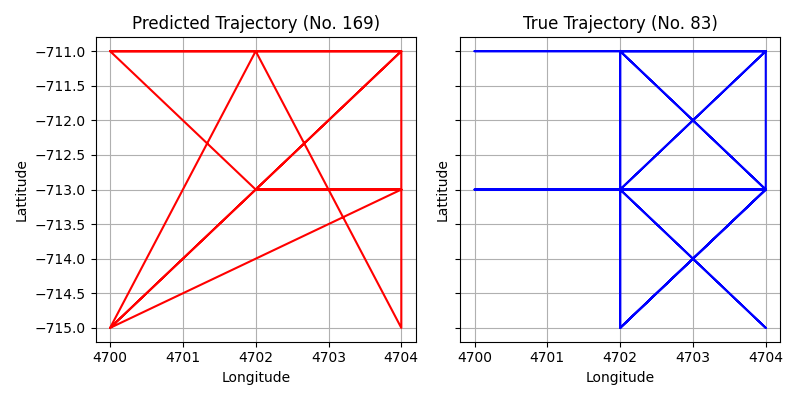 Predicted Trajectory (No. 169)
Lattitude
−711.0
−711.5
−712.0
−712.5
−713.0
−713.5
−714.0
−714.5
−715.0
4700 4701 4702 4703 4704
Longitude
True Trajectory (No. 83)
Lattitude
4700 4701 4702 4703 4704
Longitude